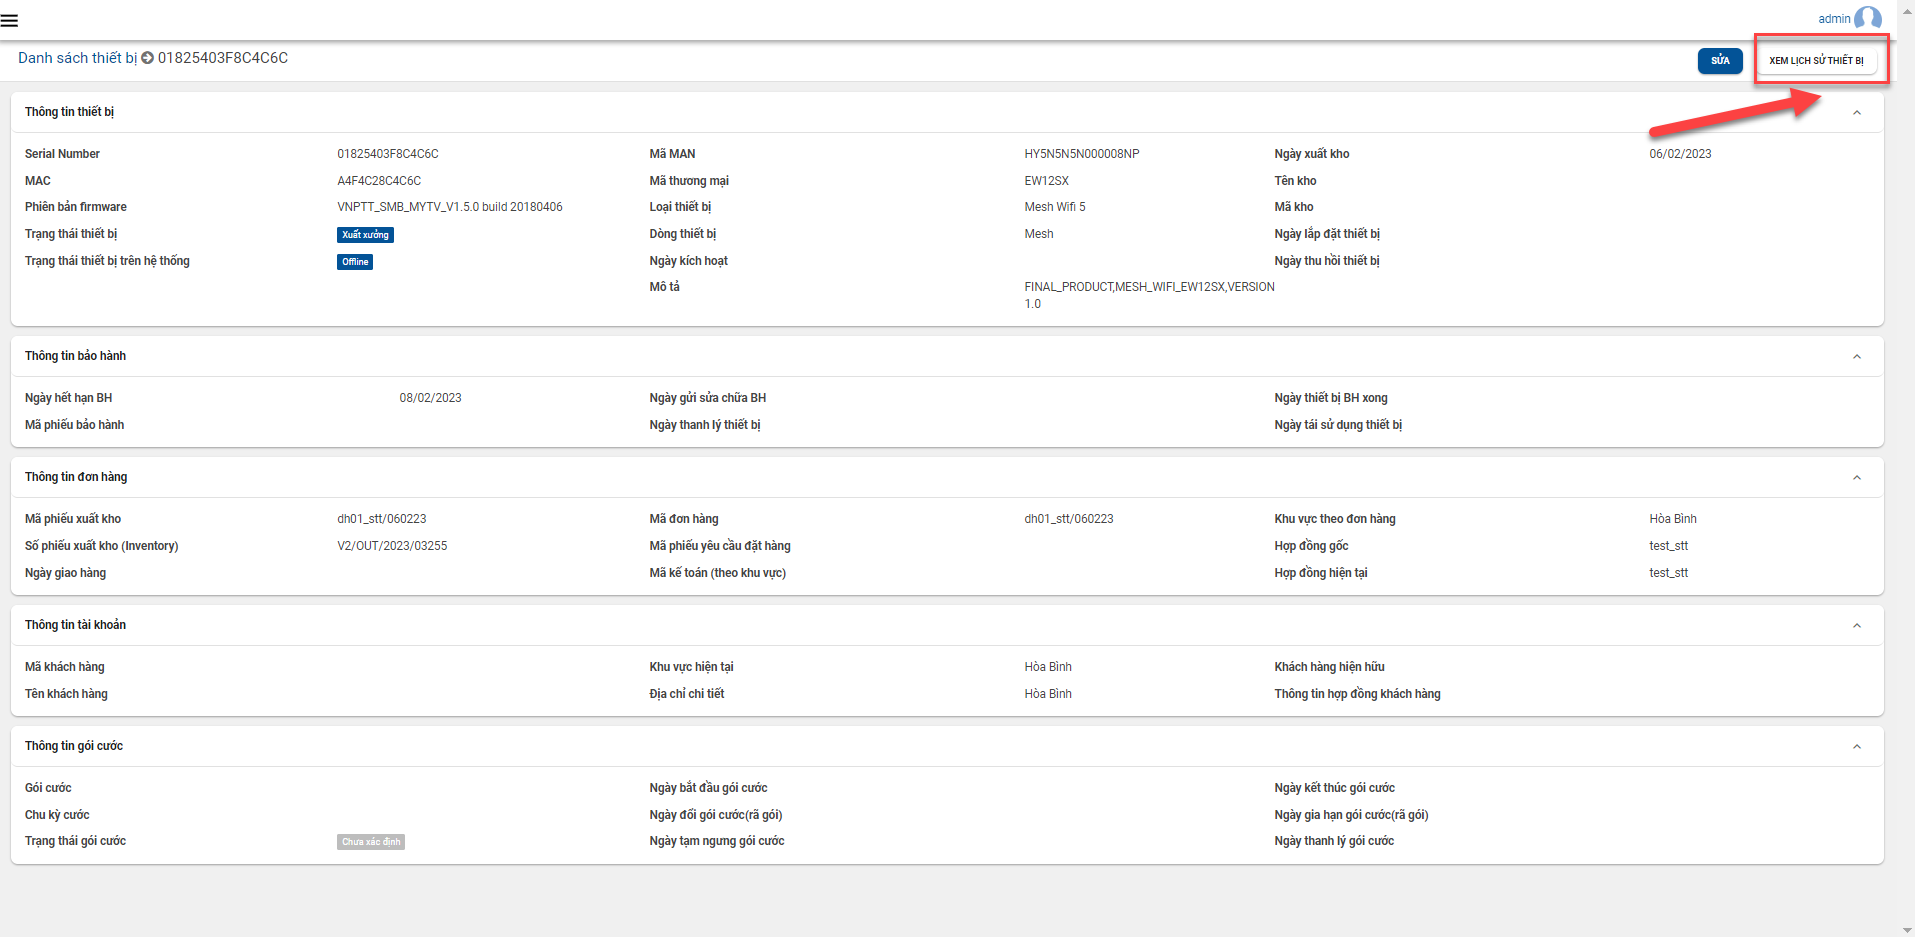 admin
Danh sách thiết bị 01825403F8C4C6C
SỬA
XEM LỊCH SỬ THIẾT BỊ
Thông tin thiết bị
Serial Number 01825403F8C4C6C Mã MAN HY5N5N5N000008NP Ngày xuất kho 06/02/2023
MAC A4F4C28C4C6C Mã thương mại EW12SX Tên kho
Phiên bản firmware VNPTT_SMB_MYTV_V1.5.0 build 20180406 Loại thiết bị Mesh Wifi 5 Mã kho
Trạng thái thiết bị Xuất xưởng Dòng thiết bị Mesh Ngày lắp đặt thiết bị
Trạng thái thiết bị trên hệ thống Offline Ngày kích hoạt Ngày thu hồi thiết bị
Mô tả FINAL_PRODUCT,MESH_WIFI_EW12SX,VERSION
1.0
Thông tin bảo hành
Ngày hết hạn BH 08/02/2023 Ngày gửi sửa chữa BH Ngày thiết bị BH xong
Mã phiếu bảo hành Ngày thanh lý thiết bị Ngày tái sử dụng thiết bị
Thông tin đơn hàng
Mã phiếu xuất kho dh01_stt/060223 Mã đơn hàng dh01_stt/060223 Khu vực theo đơn hàng Hòa Bình
Số phiếu xuất kho (Inventory) V2/OUT/2023/03255 Mã phiếu yêu cầu đặt hàng Hợp đồng gốc test_stt
Ngày giao hàng Mã kế toán (theo khu vực) Hợp đồng hiện tại test_stt
Thông tin tài khoản
Mã khách hàng Khu vực hiện tại Hòa Bình Khách hàng hiện hữu
Tên khách hàng Địa chỉ chi tiết Hòa Bình Thông tin hợp đồng khách hàng
Thông tin gói cước
Gói cước Ngày bắt đầu gói cước Ngày kết thúc gói cước
Chu kỳ cước Ngày đổi gói cước(rã gói) Ngày gia hạn gói cước(rã gói)
Trạng thái gói cước Chưa xác định Ngày tạm ngưng gói cước Ngày thanh lý gói cước